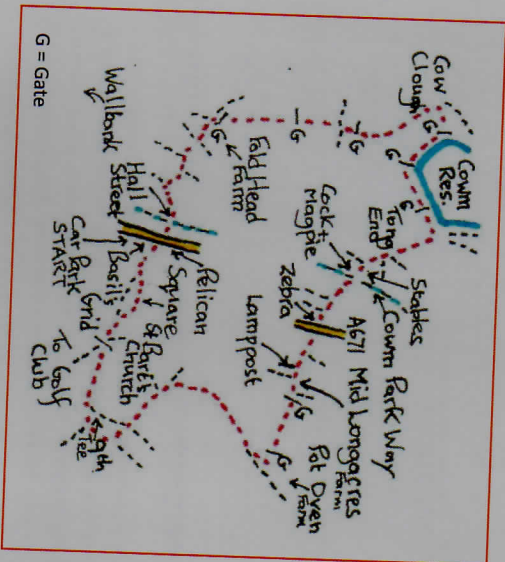 Cow
Clough
G
Cowm
Res.
G
G
Tong
End
Stables
Cowm Park Way
Cock &
Magpie
Zebra
A671
Mid Longacres
Farm
Lamppost
G
G
Pot Oven
Farm
G
G
G
Fold Head
Farm
Wallbank
Hall
Street
Pelican
Square
Basil's
Car Park
START
St Bart's
Church
Grid
To Golf
Club
9th
Tee
G = Gate